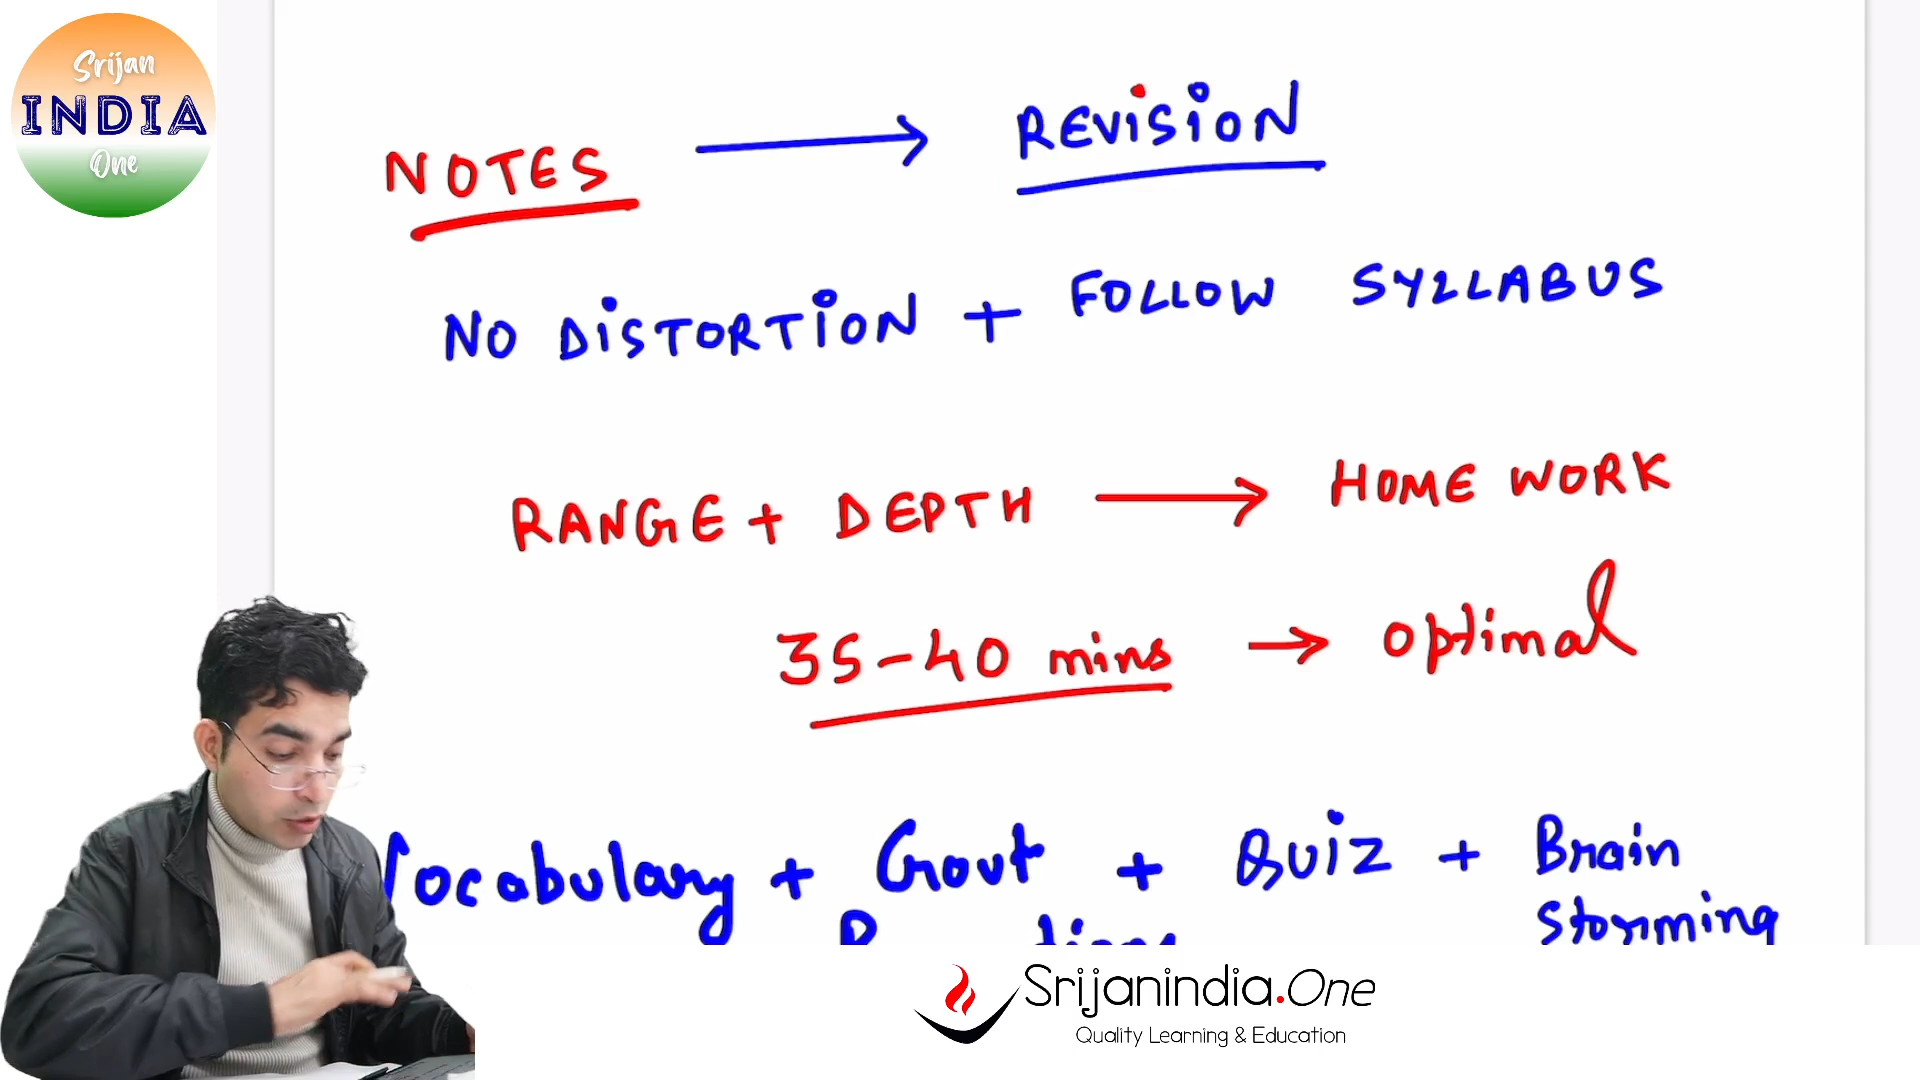 Srijan
INDIA
One
NOTES → REVISION
NO DISTORTION + FOLLOW SYLLABUS
RANGE + DEPTH → HOME WORK
35-40 mins → optimal
Vocabulary + Govt + QUIZ + Brain
storming
Srijanindia.One
Quality Learning & Education